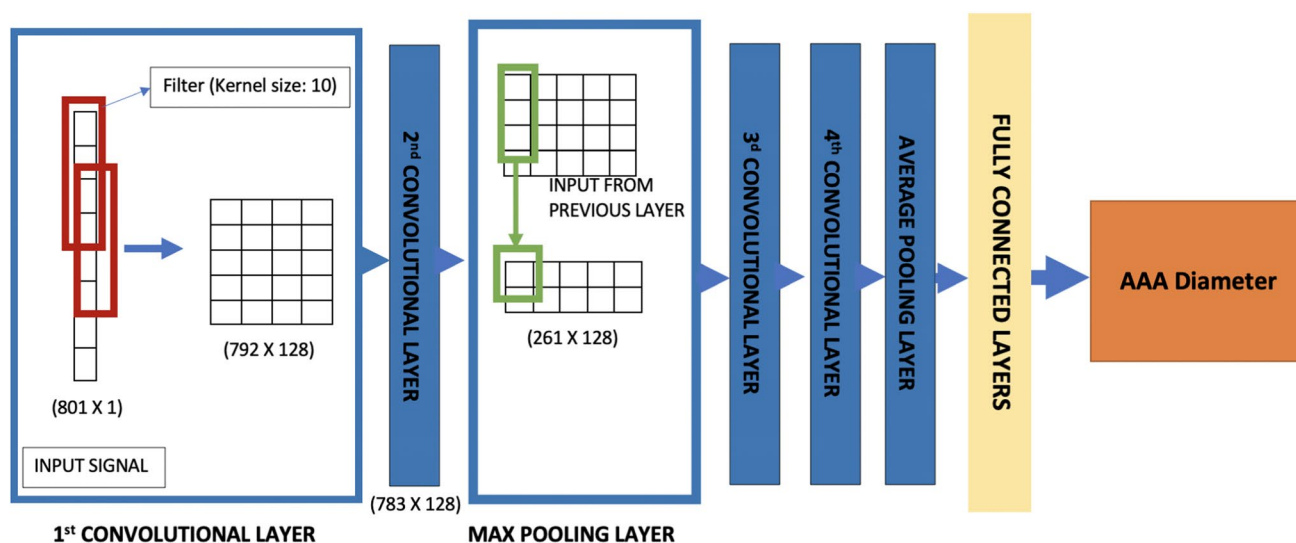 Filter (Kernel size: 10)
(801 X 1)
(792 X 128)
INPUT SIGNAL
1st CONVOLUTIONAL LAYER
2nd CONVOLUTIONAL LAYER
(783 X 128)
INPUT FROM
PREVIOUS LAYER
(261 X 128)
MAX POOLING LAYER
3d CONVOLUTIONAL LAYER
4th CONVOLUTIONAL LAYER
AVERAGE POOLING
LAYER
FULLY CONNECTED LAYERS
AAA Diameter